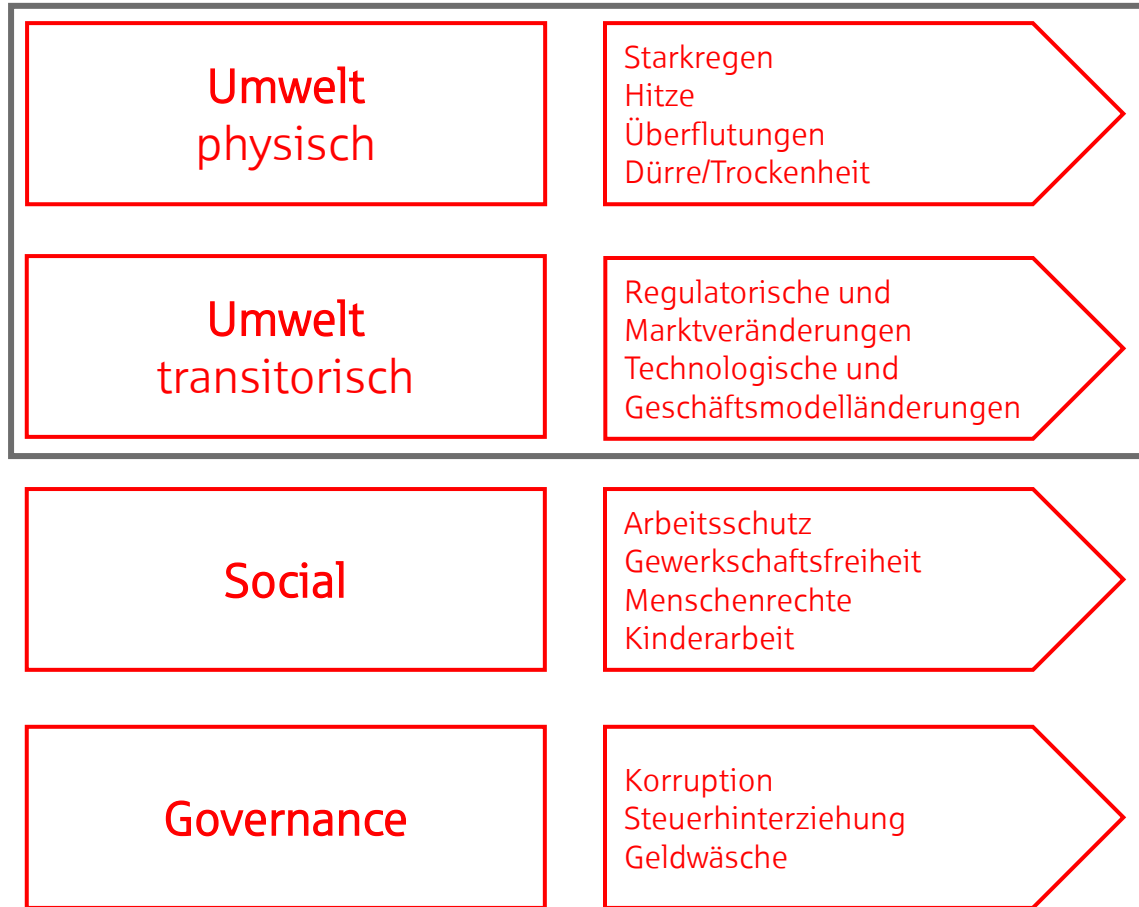 Umwelt
physisch
Starkregen
Hitze
Überflutungen
Dürre/Trockenheit
Umwelt
transitorisch
Regulatorische und
Marktveränderungen
Technologische und
Geschäftsmodelländerungen
Social
Arbeitsschutz
Gewerkschaftsfreiheit
Menschenrechte
Kinderarbeit
Governance
Korruption
Steuerhinterziehung
Geldwäsche